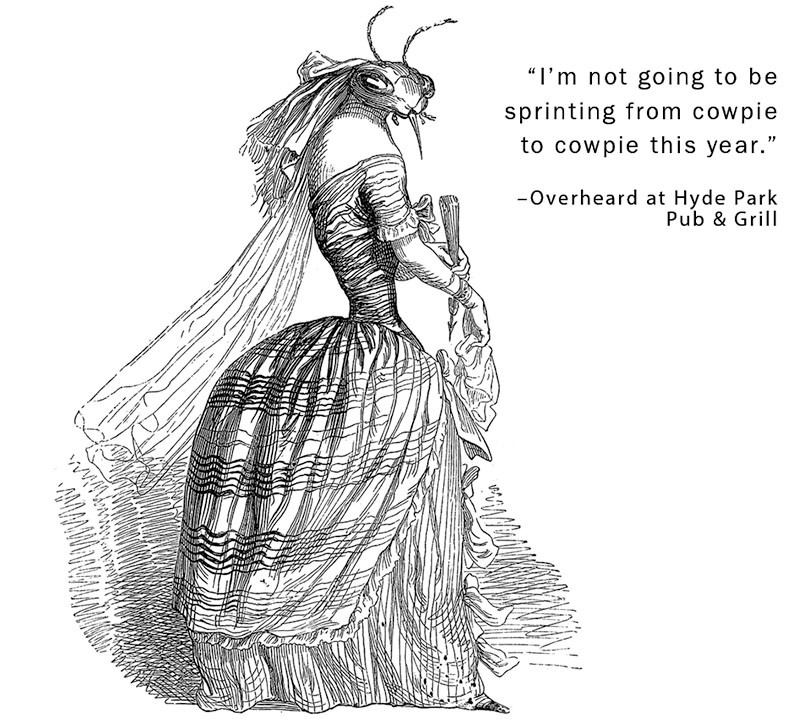 “I’m not going to be
sprinting from cowpie
to cowpie this year.”
–Overheard at Hyde Park
Pub & Grill